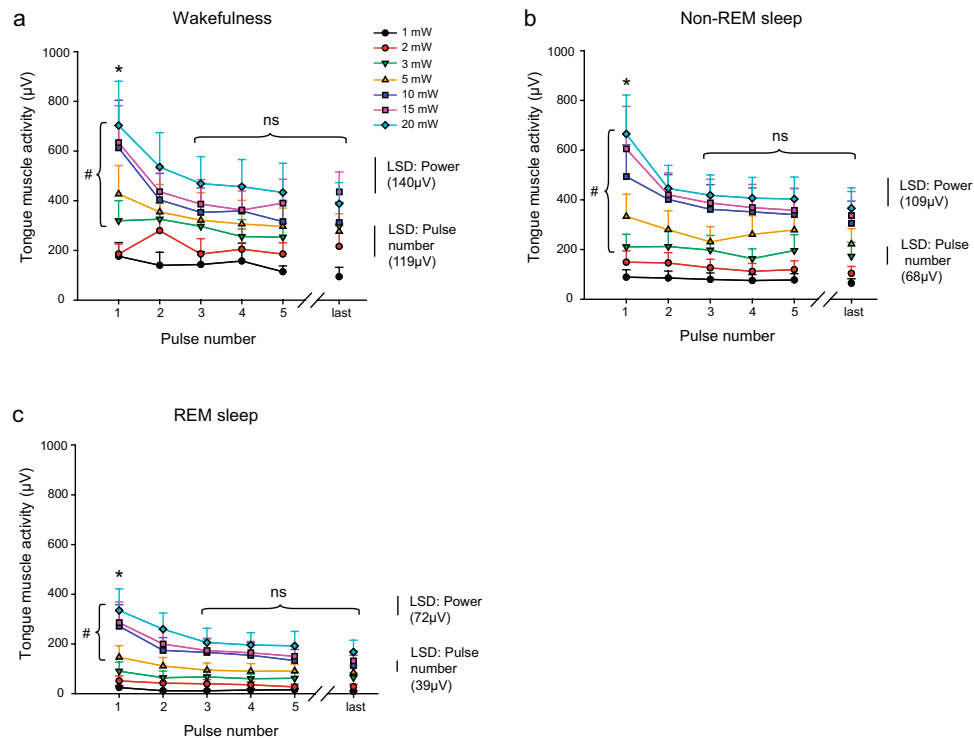 a
Wakefulness
1 mW
2 mW
3 mW
5 mW
10 mW
15 mW
20 mW
Tongue muscle activity (µV)
1000
800
600
400
200
0
*
#
ns
LSD: Power
(140µV)
LSD: Pulse
number
(119µV)
1 2 3 4 5 last
Pulse number
b
Non-REM sleep
Tongue muscle activity (µV)
1000
800
600
400
200
0
*
#
ns
LSD: Power
(109µV)
LSD: Pulse
number
(68µV)
1 2 3 4 5 last
Pulse number
c
REM sleep
Tongue muscle activity (µV)
1000
800
600
400
200
0
*
#
ns
LSD: Power
(72µV)
LSD: Pulse
number
(39µV)
1 2 3 4 5 last
Pulse number